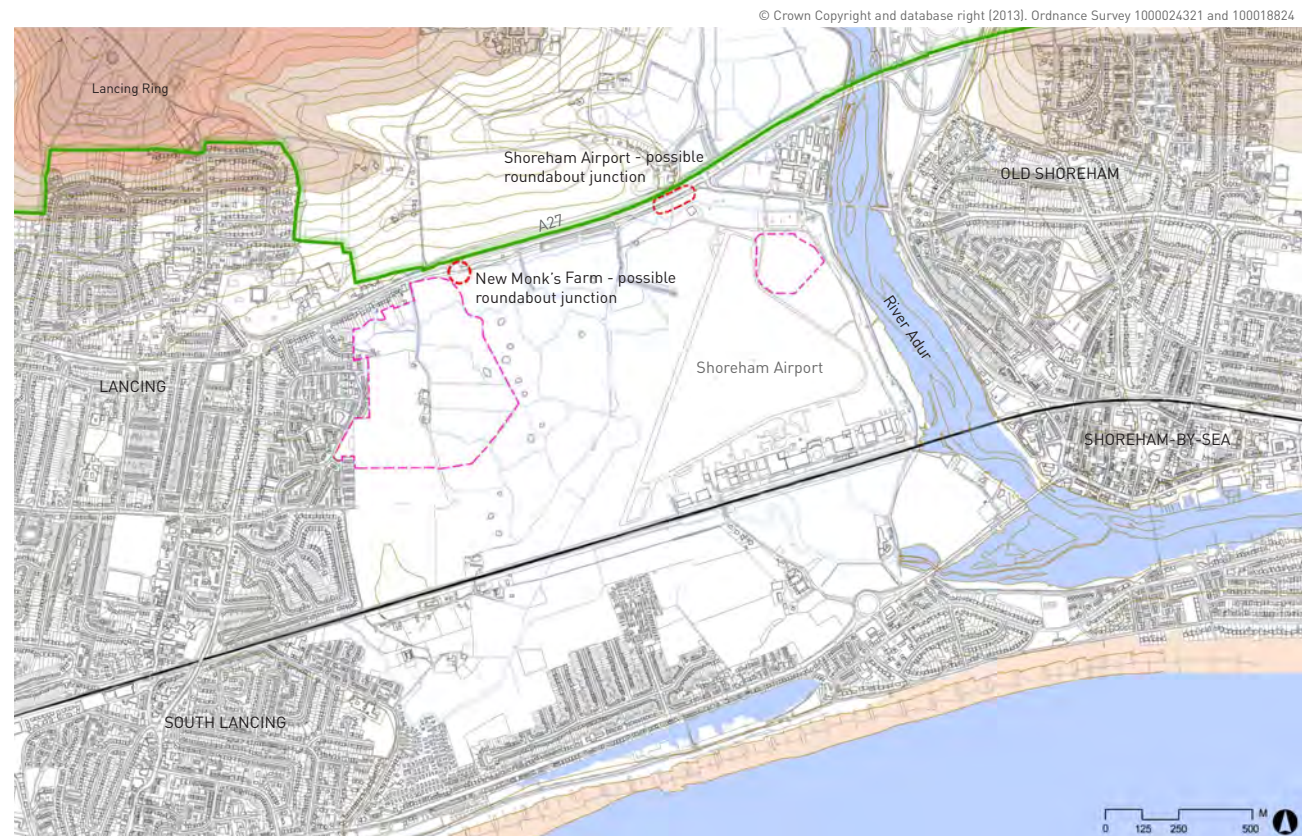 © Crown Copyright and database right (2013). Ordnance Survey 1000024321 and 100018824
Lancing Ring
Shoreham Airport - possible
roundabout junction
OLD SHOREHAM
A27
New Monk's Farm - possible
roundabout junction
River Adur
Shoreham Airport
LANCING
SHOREHAM-BY-SEA
SOUTH LANCING
M
0 125 250 500